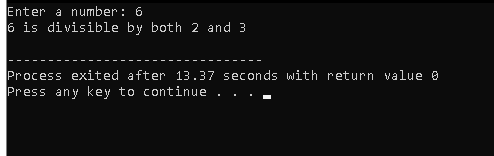 Enter a number: 6
6 is divisible by both 2 and 3
--------------------------------
Process exited after 13.37 seconds with return value 0
Press any key to continue . . .